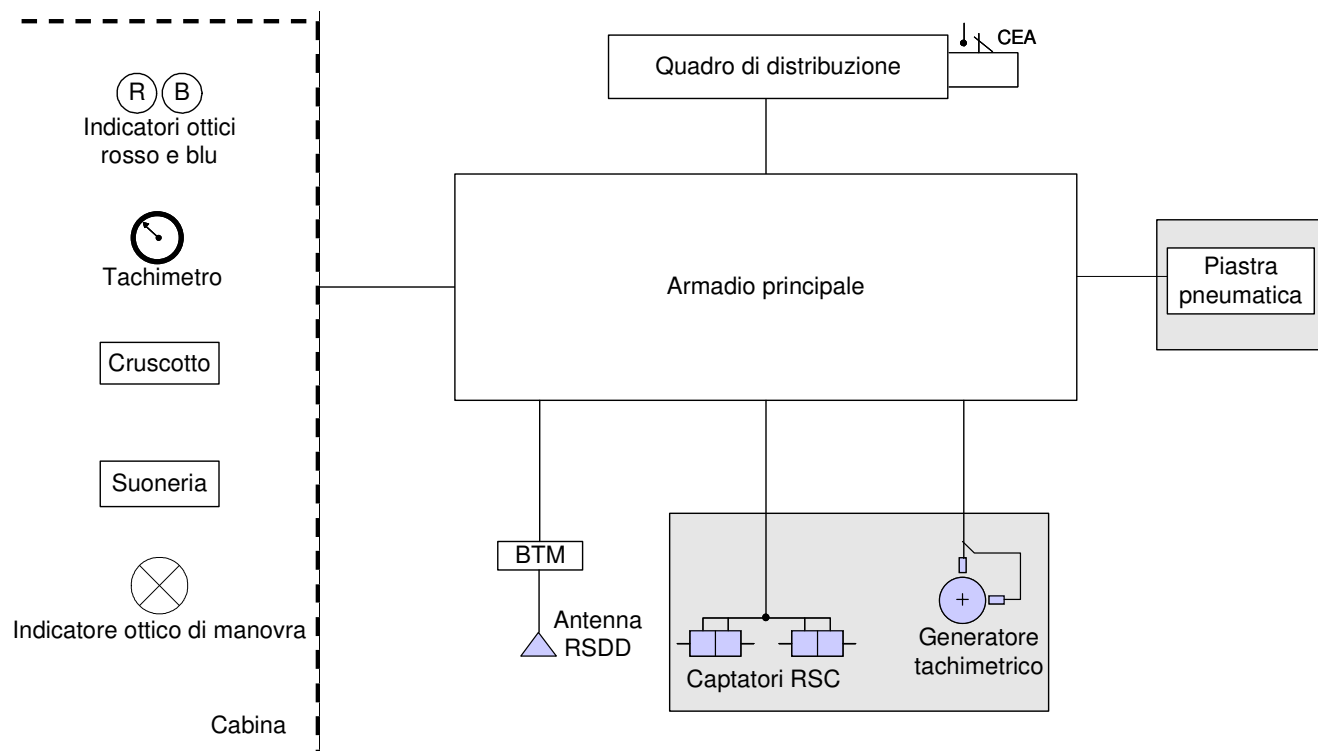 R B
Indicatori ottici
rosso e blu
Tachimetro
Cruscotto
Suoneria
Indicatore ottico di manovra
Cabina
Quadro di distribuzione
CEA
Armadio principale
Piastra
pneumatica
BTM
Antenna
RSDD
Captatori RSC
Generatore
tachimetrico